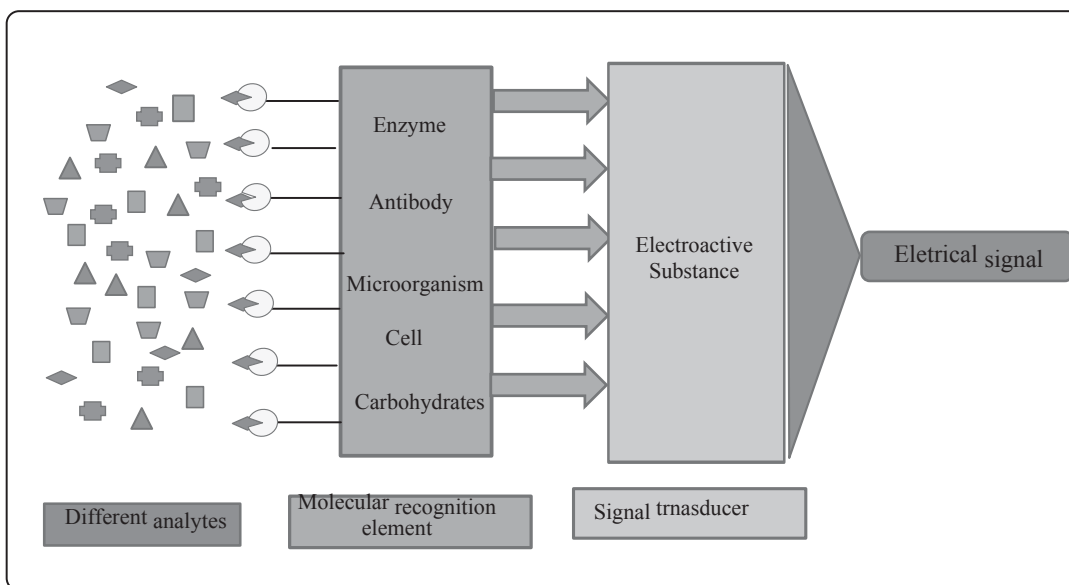 Enzyme
Antibody
Microorganism
Cell
Carbohydrates
Electroactive
Substance
Eletrical signal
Different analytes
Molecular recognition
element
Signal trnasducer